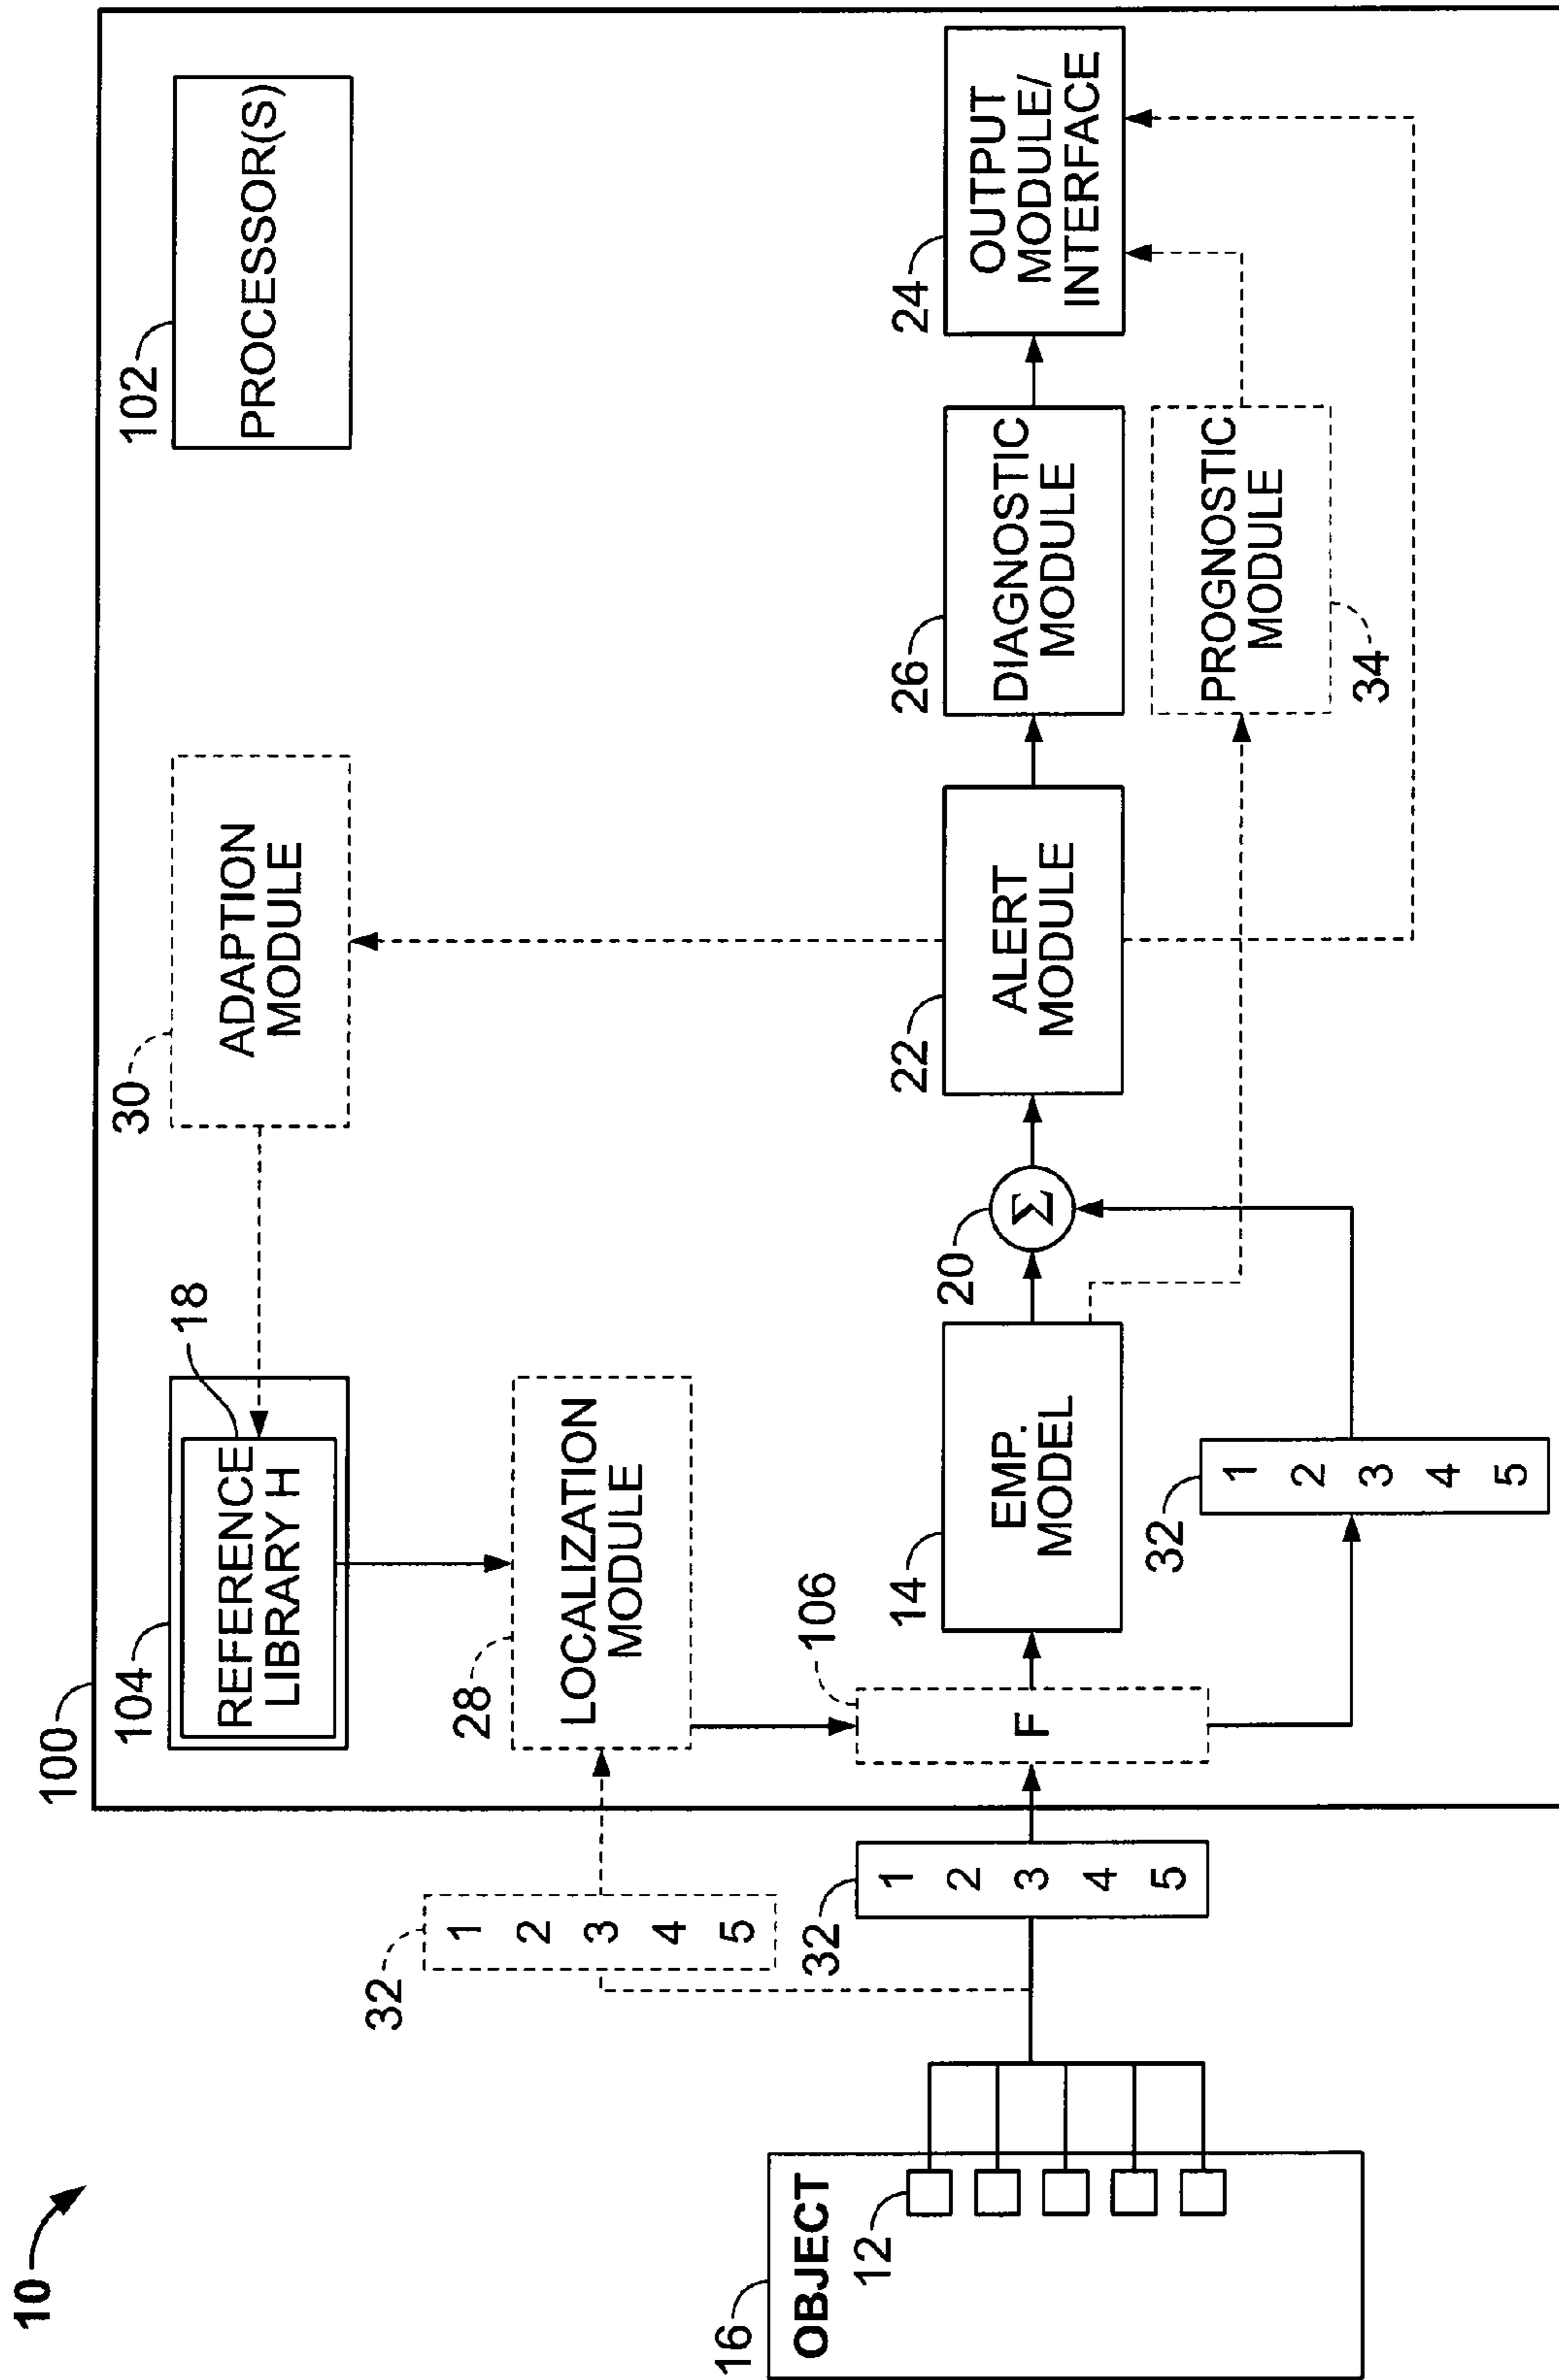 10
100
102
PROCESSOR(S)
30
ADAPTION
MODULE
18
104
REFERENCE
LIBRARY H
28
LOCALIZATION
MODULE
32
1
2
3
4
5
106
F
32
1
2
3
4
5
14
EMP.
MODEL
20
Σ
22
ALERT
MODULE
26
DIAGNOSTIC
MODULE
24
OUTPUT
MODULE/
INTERFACE
PROGNOSTIC
MODULE
34
32
1
2
3
4
5
16
OBJECT
12